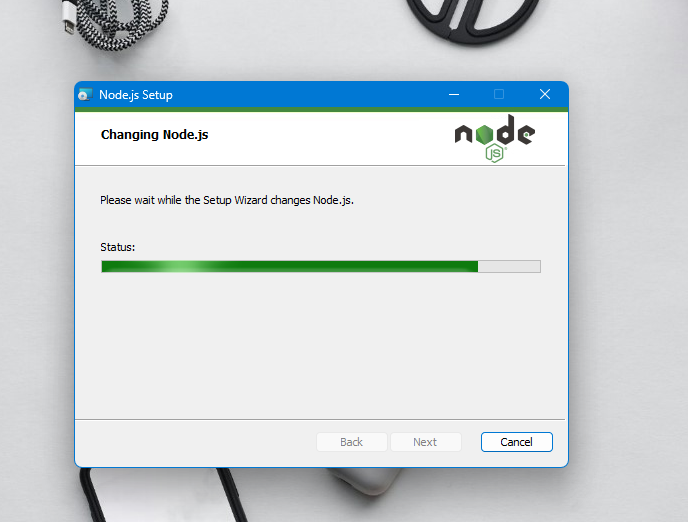 Node.js Setup
Changing Node.js
node
JS
Please wait while the Setup Wizard changes Node.js.
Status:
Back
Next
Cancel